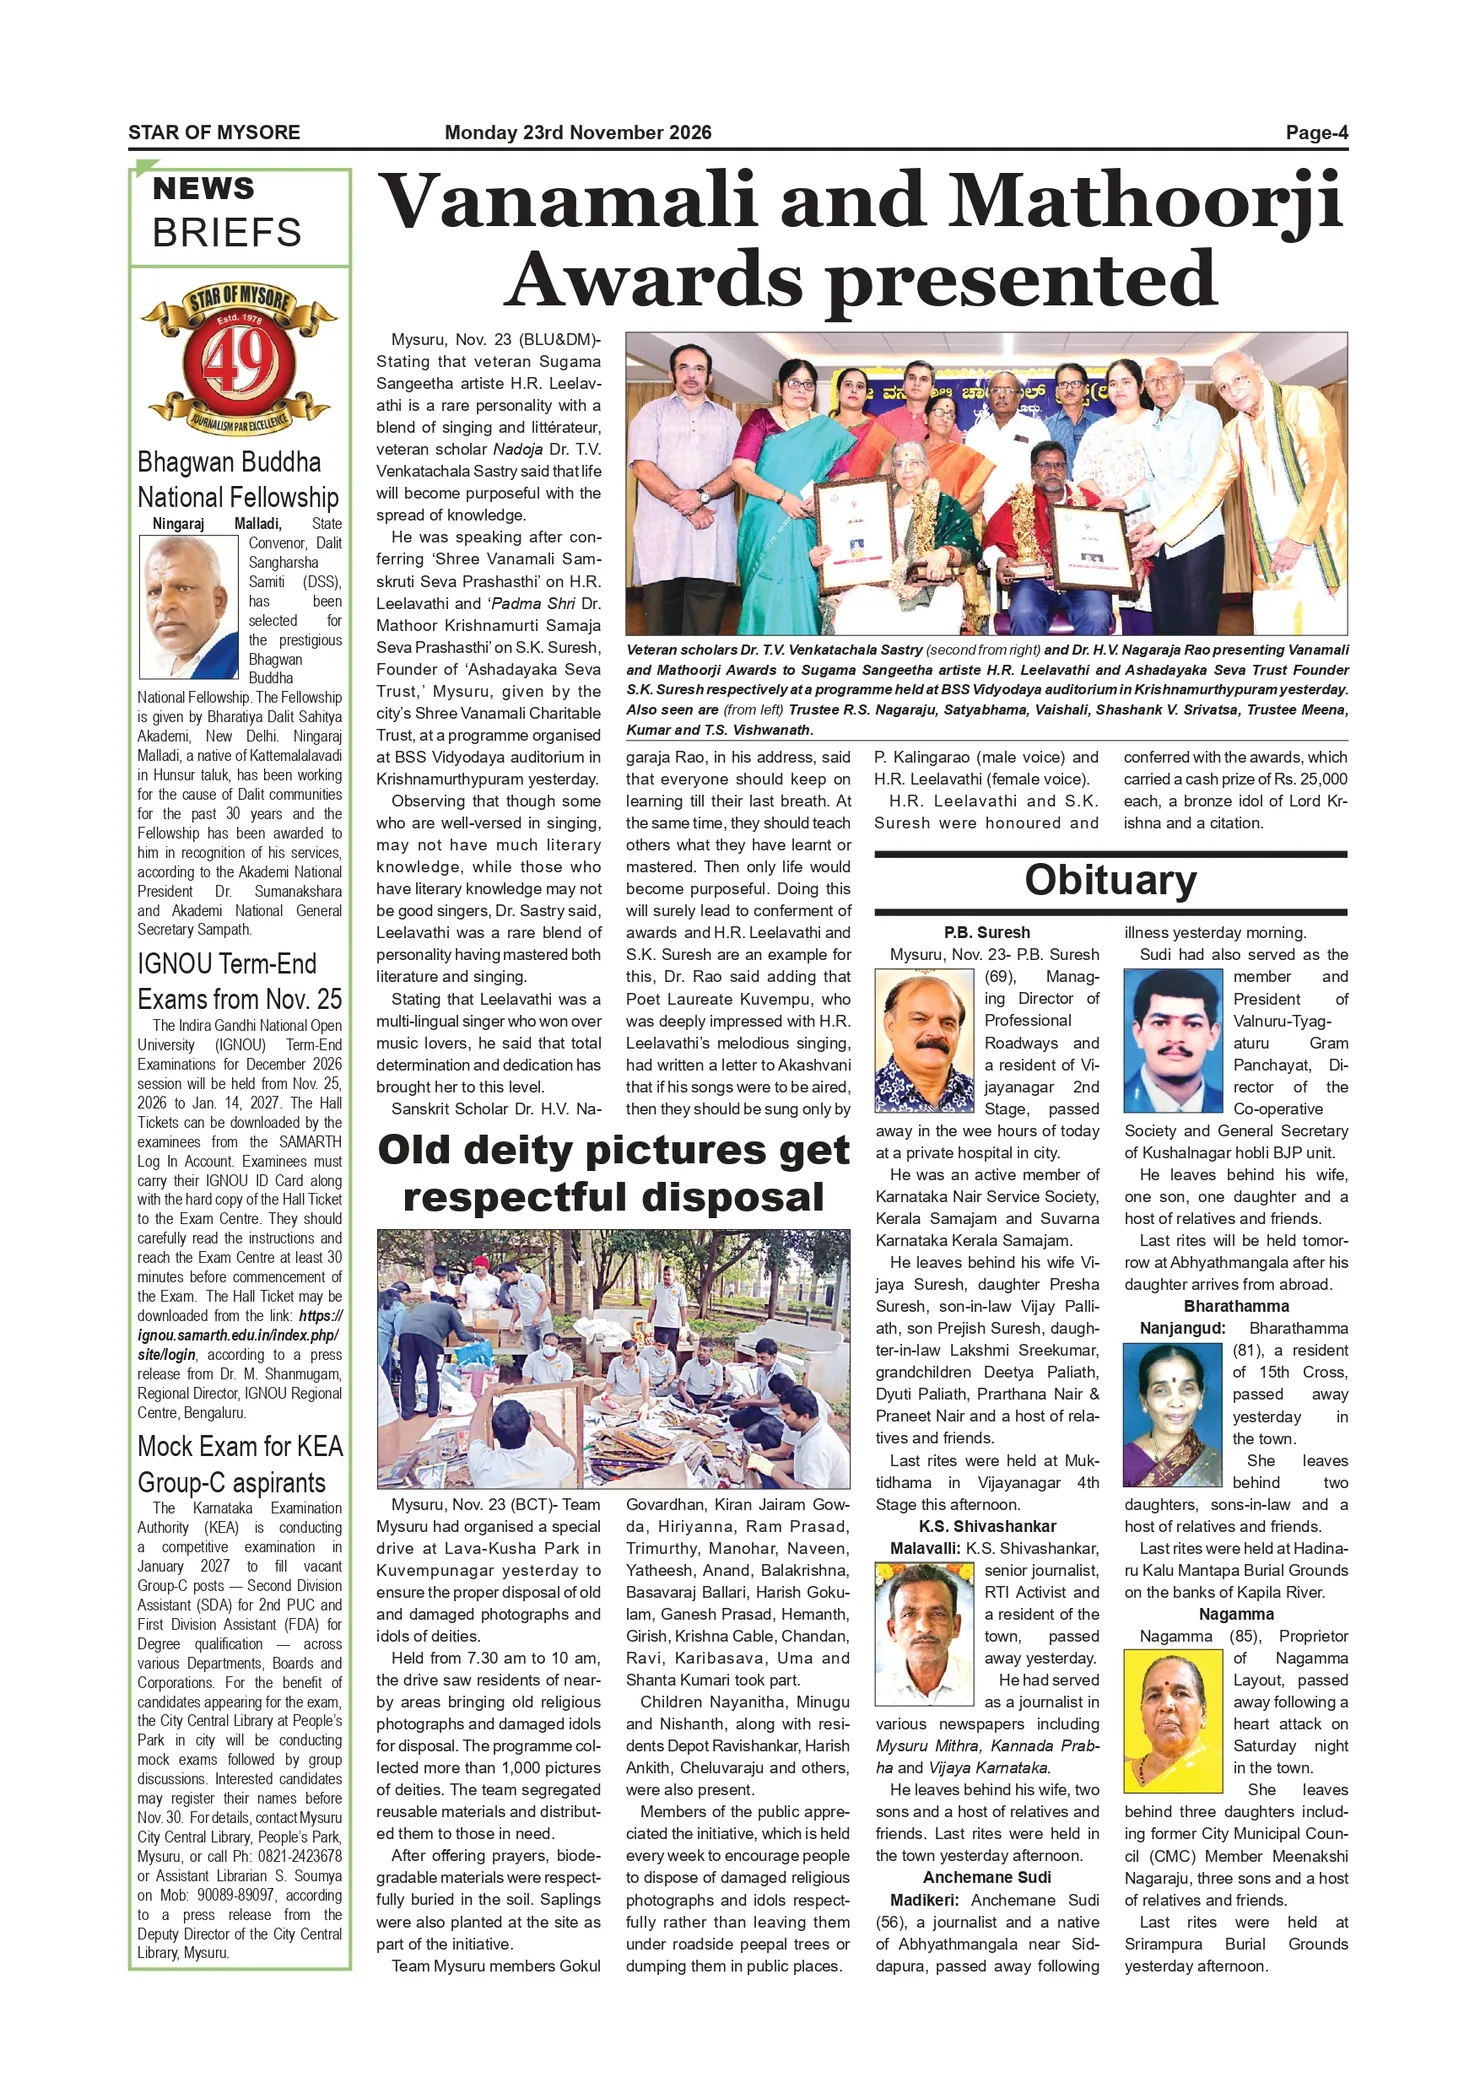 STAR OF MYSORE
Monday 23rd November 2026
Page-4
NEWS
BRIEFS
STAR OF MYSORE
Estd. 1978
49
JOURNALISM PAR EXCELLENCE
Bhagwan Buddha
National Fellowship
Ningaraj Malladi, State
Convenor, Dalit
Sangharsha
Samiti (DSS),
has been
selected for
the prestigious
Bhagwan
Buddha
National Fellowship. The Fellowship
is given by Bharatiya Dalit Sahitya
Akademi, New Delhi. Ningaraj
Malladi, a native of Kattemalalavadi
in Hunsur taluk, has been working
for the cause of Dalit communities
for the past 30 years and the
Fellowship has been awarded to
him in recognition of his services,
according to the Akademi National
President Dr. Sumanakshara
and Akademi National General
Secretary Sampath.
IGNOU Term-End
Exams from Nov. 25
The Indira Gandhi National Open
University (IGNOU) Term-End
Examinations for December 2026
session will be held from Nov. 25,
2026 to Jan. 14, 2027. The Hall
Tickets can be downloaded by the
examinees from the SAMARTH
Log In Account. Examinees must
carry their IGNOU ID Card along
with the hard copy of the Hall Ticket
to the Exam Centre. They should
carefully read the instructions and
reach the Exam Centre at least 30
minutes before commencement of
the Exam. The Hall Ticket may be
downloaded from the link: https://
ignou.samarth.edu.in/index.php/
site/login, according to a press
release from Dr. M. Shanmugam,
Regional Director, IGNOU Regional
Centre, Bengaluru.
Mock Exam for KEA
Group-C aspirants
The Karnataka Examination
Authority (KEA) is conducting
a competitive examination in
January 2027 to fill vacant
Group-C posts — Second Division
Assistant (SDA) for 2nd PUC and
First Division Assistant (FDA) for
Degree qualification — across
various Departments, Boards and
Corporations. For the benefit of
candidates appearing for the exam,
the City Central Library at People's
Park in city will be conducting
mock exams followed by group
discussions. Interested candidates
may register their names before
Nov. 30. For details, contact Mysuru
City Central Library, People's Park,
Mysuru, or call Ph: 0821-2423678
or Assistant Librarian S. Soumya
on Mob: 90089-89097, according
to a press release from the
Deputy Director of the City Central
Library, Mysuru.
Vanamali and Mathoorji
Awards presented
Mysuru, Nov. 23 (BLU&DM)-
Stating that veteran Sugama
Sangeetha artiste H.R. Leelav-
athi is a rare personality with a
blend of singing and littérateur,
veteran scholar Nadoja Dr. T.V.
Venkatachala Sastry said that life
will become purposeful with the
spread of knowledge.
He was speaking after con-
ferring ‘Shree Vanamali Sam-
skruti Seva Prashasthi’ on H.R.
Leelavathi and ‘Padma Shri Dr.
Mathoor Krishnamurti Samaja
Seva Prashasthi’ on S.K. Suresh,
Founder of ‘Ashadayaka Seva
Trust,’ Mysuru, given by the
city's Shree Vanamali Charitable
Trust, at a programme organised
at BSS Vidyodaya auditorium in
Krishnamurthypuram yesterday.
Observing that though some
who are well-versed in singing,
may not have much literary
knowledge, while those who
have literary knowledge may not
be good singers, Dr. Sastry said,
Leelavathi was a rare blend of
personality having mastered both
literature and singing.
Stating that Leelavathi was a
multi-lingual singer who won over
music lovers, he said that total
determination and dedication has
brought her to this level.
Sanskrit Scholar Dr. H.V. Na-
Veteran scholars Dr. T.V. Venkatachala Sastry (second from right) and Dr. H.V. Nagaraja Rao presenting Vanamali
and Mathoorji Awards to Sugama Sangeetha artiste H.R. Leelavathi and Ashadayaka Seva Trust Founder
S.K. Suresh respectively at a programme held at BSS Vidyodaya auditorium in Krishnamurthypuram yesterday.
Also seen are (from left) Trustee R.S. Nagaraju, Satyabhama, Vaishali, Shashank V. Srivatsa, Trustee Meena,
Kumar and T.S. Vishwanath.
garaja Rao, in his address, said
that everyone should keep on
learning till their last breath. At
the same time, they should teach
others what they have learnt or
mastered. Then only life would
become purposeful. Doing this
will surely lead to conferment of
awards and H.R. Leelavathi and
S.K. Suresh are an example for
this, Dr. Rao said adding that
Poet Laureate Kuvempu, who
was deeply impressed with H.R.
Leelavathi's melodious singing,
had written a letter to Akashvani
that if his songs were to be aired,
then they should be sung only by
P. Kalingarao (male voice) and
H.R. Leelavathi (female voice).
H.R. Leelavathi and S.K.
Suresh were honoured and
conferred with the awards, which
carried a cash prize of Rs. 25,000
each, a bronze idol of Lord Kr-
ishna and a citation.
Old deity pictures get
respectful disposal
Mysuru, Nov. 23 (BCT)- Team
Mysuru had organised a special
drive at Lava-Kusha Park in
Kuvempunagar yesterday to
ensure the proper disposal of old
and damaged photographs and
idols of deities.
Held from 7.30 am to 10 am,
the drive saw residents of near-
by areas bringing old religious
photographs and damaged idols
for disposal. The programme col-
lected more than 1,000 pictures
of deities. The team segregated
reusable materials and distribut-
ed them to those in need.
After offering prayers, biode-
gradable materials were respect-
fully buried in the soil. Saplings
were also planted at the site as
part of the initiative.
Team Mysuru members Gokul
Govardhan, Kiran Jairam Gow-
da, Hiriyanna, Ram Prasad,
Trimurthy, Manohar, Naveen,
Yatheesh, Anand, Balakrishna,
Basavaraj Ballari, Harish Goku-
lam, Ganesh Prasad, Hemanth,
Girish, Krishna Cable, Chandan,
Ravi, Karibasava, Uma and
Shanta Kumari took part.
Children Nayanitha, Minugu
and Nishanth, along with resi-
dents Depot Ravishankar, Harish
Ankith, Cheluvaraju and others,
were also present.
Members of the public appre-
ciated the initiative, which is held
every week to encourage people
to dispose of damaged religious
photographs and idols respect-
fully rather than leaving them
under roadside peepal trees or
dumping them in public places.
Obituary
P.B. Suresh
Mysuru, Nov. 23- P.B. Suresh
(69), Manag-
ing Director of
Professional
Roadways and
a resident of Vi-
jayanagar 2nd
Stage, passed
away in the wee hours of today
at a private hospital in city.
He was an active member of
Karnataka Nair Service Society,
Kerala Samajam and Suvarna
Karnataka Kerala Samajam.
He leaves behind his wife Vi-
jaya Suresh, daughter Presha
Suresh, son-in-law Vijay Palli-
ath, son Prejish Suresh, daugh-
ter-in-law Lakshmi Sreekumar,
grandchildren Deetya Paliath,
Dyuti Paliath, Prarthana Nair &
Praneet Nair and a host of rela-
tives and friends.
Last rites were held at Muk-
tidhama in Vijayanagar 4th
Stage this afternoon.
K.S. Shivashankar
Malavalli: K.S. Shivashankar,
senior journalist,
RTI Activist and
a resident of the
town, passed
away yesterday.
He had served
as a journalist in
various newspapers including
Mysuru Mithra, Kannada Prab-
ha and Vijaya Karnataka.
He leaves behind his wife, two
sons and a host of relatives and
friends. Last rites were held in
the town yesterday afternoon.
Anchemane Sudi
Madikeri: Anchemane Sudi
(56), a journalist and a native
of Abhyathmangala near Sid-
dapura, passed away following
illness yesterday morning.
Sudi had also served as the
member and
President of
Valnuru-Tyag-
aturu Gram
Panchayat, Di-
rector of the
Co-operative
Society and General Secretary
of Kushalnagar hobli BJP unit.
He leaves behind his wife,
one son, one daughter and a
host of relatives and friends.
Last rites will be held tomor-
row at Abhyathmangala after his
daughter arrives from abroad.
Bharathamma
Nanjangud: Bharathamma
(81), a resident
of 15th Cross,
passed away
yesterday in
the town.
She leaves
behind two
daughters, sons-in-law and a
host of relatives and friends.
Last rites were held at Hadina-
ru Kalu Mantapa Burial Grounds
on the banks of Kapila River.
Nagamma
Nagamma (85), Proprietor
of Nagamma
Layout, passed
away following a
heart attack on
Saturday night
in the town.
She leaves
behind three daughters includ-
ing former City Municipal Coun-
cil (CMC) Member Meenakshi
Nagaraju, three sons and a host
of relatives and friends.
Last rites were held at
Srirampura Burial Grounds
yesterday afternoon.